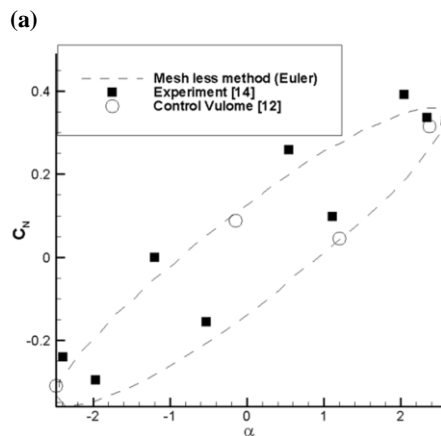 (a)
Mesh less method (Euler)
Experiment [14]
Control Vulome [12]
0.4
0.2
0
-0.2
C_N
-2 -1 0 1 2
α